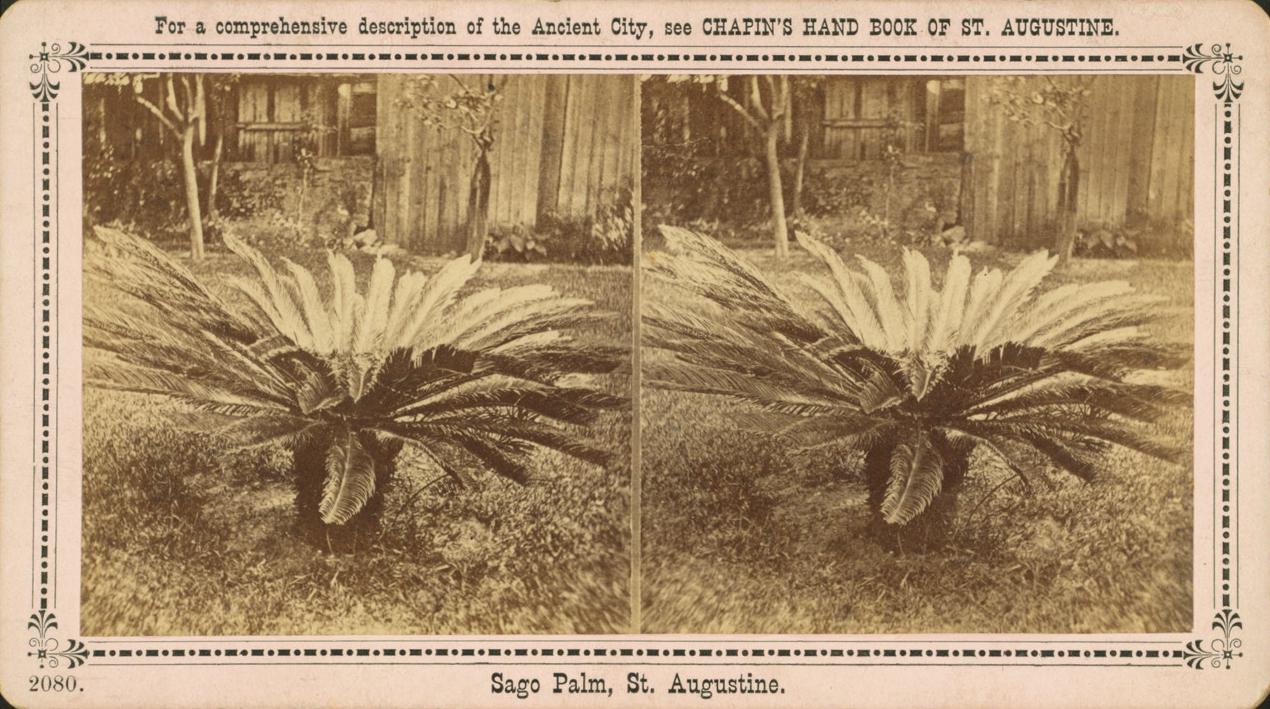 For a comprehensive description of the Ancient City, see CHAPIN'S HAND BOOK OF ST. AUGUSTINE.
2080.
Sago Palm, St. Augustine.